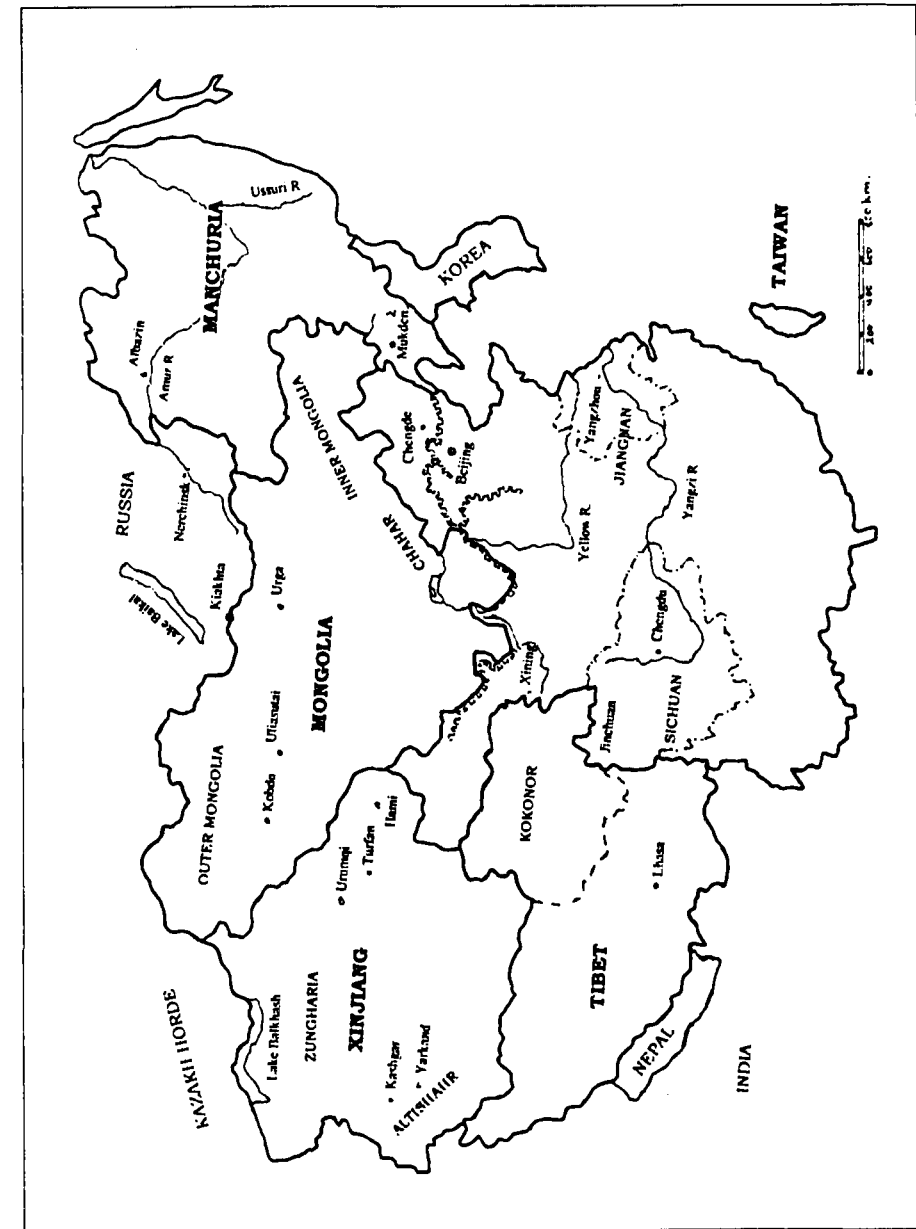 KAZAKH HORDE
RUSSIA
Lake Baikal
Nerchinsk
Kiakhta
Albazin
Amur R
MANCHURIA
Ussuri R
Lake Balkhash
OUTER MONGOLIA
Kobdo
Uliasutai
Urga
MONGOLIA
INNER MONGOLIA
CHAHAR
Chengde
Beijing
Mukden
KOREA
ZUNGHARIA
XINJIANG
Urumqi
Turfan
Hami
Kashgar
Yarkand
ALTISHAHR
KOKONOR
Xining
Yellow R.
Yangzhou
JIANGNAN
Yangzi R
Jinchuan
SICHUAN
Chengdu
TIBET
Lhasa
NEPAL
INDIA
TAIWAN